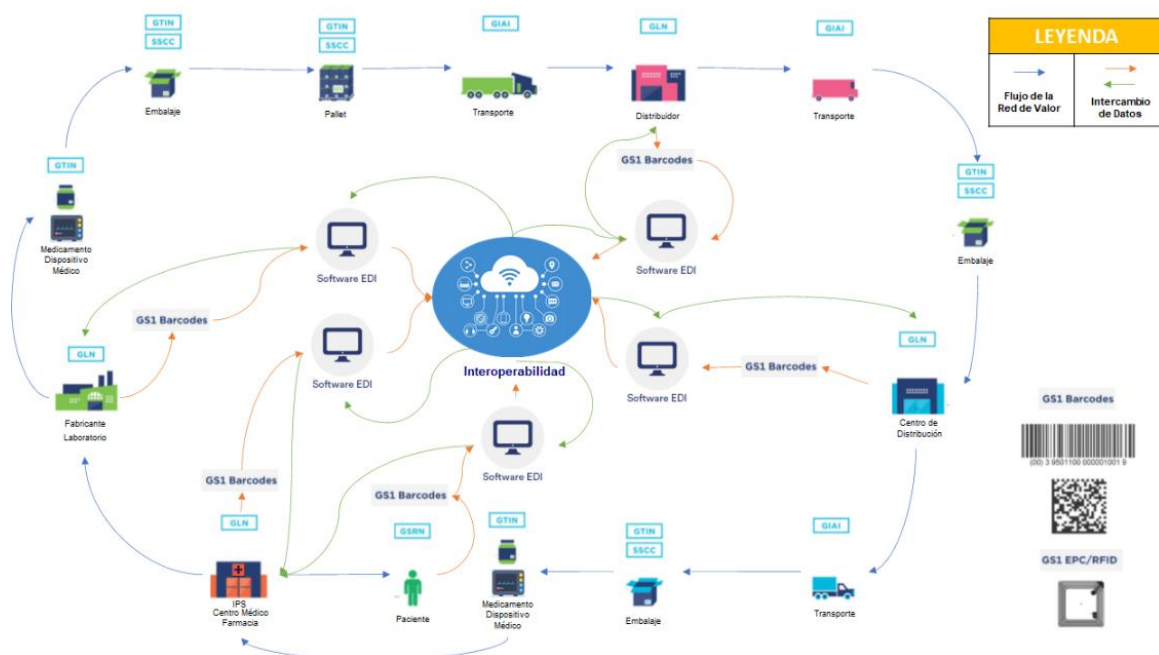 GTIN
SSCC
Embalaje
GTIN
SSCC
Pallet
GIAI
Transporte
GLN
Distribuidor
GIAI
Transporte
LEYENDA
Flujo de la
Red de Valor
Intercambio
de Datos
GTIN
Medicamento
Dispositivo
Médico
GS1 Barcodes
GTIN
SSCC
Embalaje
Software EDI
Software EDI
GS1 Barcodes
GLN
Fabricante
Laboratorio
Software EDI
Interoperabilidad
Software EDI
GS1 Barcodes
GLN
Centro de
Distribución
GS1 Barcodes
(00) 3 9501100 000001001 9
Software EDI
GS1 Barcodes
GS1 Barcodes
GLN
IPS
Centro Médico
Farmacia
GSRN
Paciente
GTIN
Medicamento
Dispositivo
Médico
GTIN
SSCC
Embalaje
GIAI
Transporte
GS1 EPC/RFID